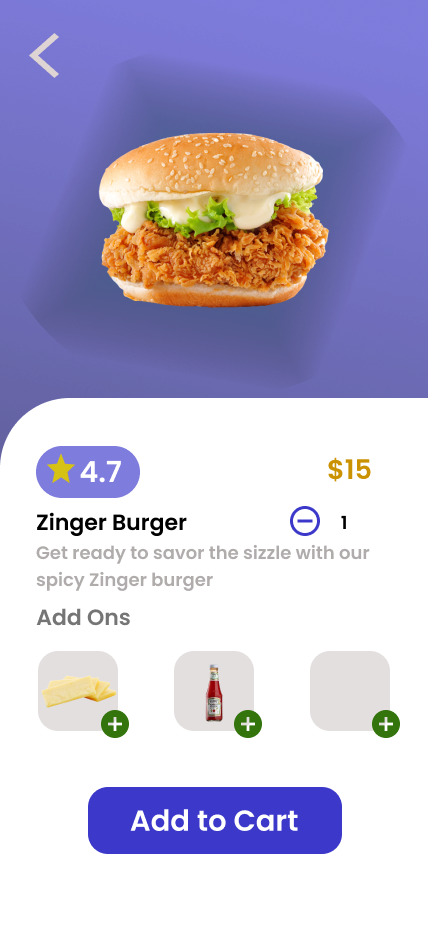 4.7
$15
Zinger Burger
1
Get ready to savor the sizzle with our
spicy Zinger burger
Add Ons
Add to Cart